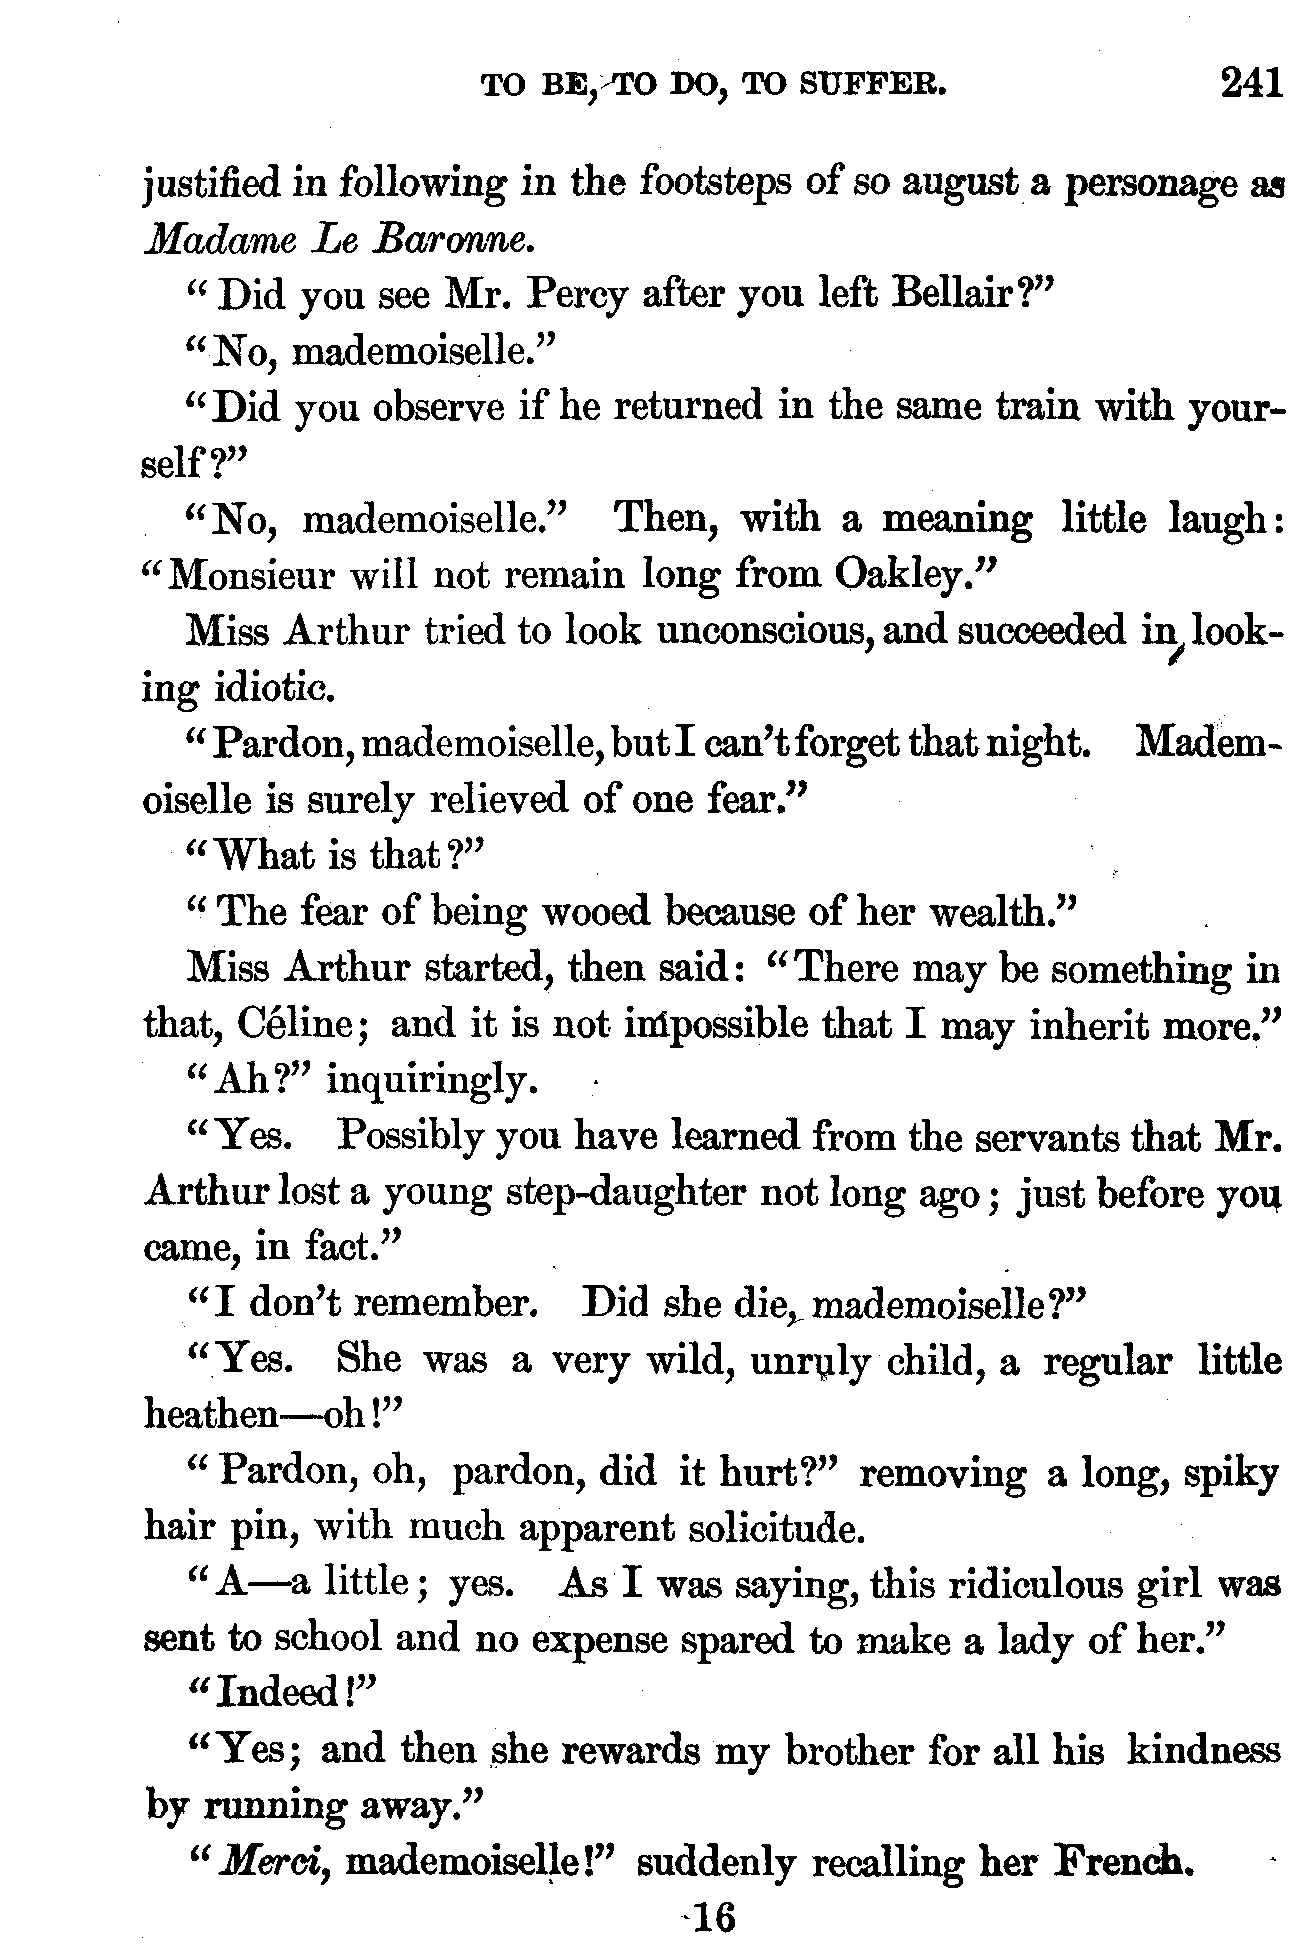 TO BE, TO DO, TO SUFFER. 241
justified in following in the footsteps of so august a personage as
Madame Le Baronne.
"Did you see Mr. Percy after you left Bellair?"
"No, mademoiselle."
"Did you observe if he returned in the same train with your-
self?"
"No, mademoiselle." Then, with a meaning little laugh:
"Monsieur will not remain long from Oakley."
Miss Arthur tried to look unconscious, and succeeded in look-
ing idiotic.
"Pardon, mademoiselle, but I can't forget that night. Madem-
oiselle is surely relieved of one fear."
"What is that?"
"The fear of being wooed because of her wealth."
Miss Arthur started, then said: "There may be something in
that, Céline; and it is not impossible that I may inherit more."
"Ah?" inquiringly.
"Yes. Possibly you have learned from the servants that Mr.
Arthur lost a young step-daughter not long ago; just before you
came, in fact."
"I don't remember. Did she die, mademoiselle?"
"Yes. She was a very wild, unruly child, a regular little
heathen—oh!"
"Pardon, oh, pardon, did it hurt?" removing a long, spiky
hair pin, with much apparent solicitude.
"A—a little; yes. As I was saying, this ridiculous girl was
sent to school and no expense spared to make a lady of her."
"Indeed!"
"Yes; and then she rewards my brother for all his kindness
by running away."
"Merci, mademoiselle!" suddenly recalling her French.
16